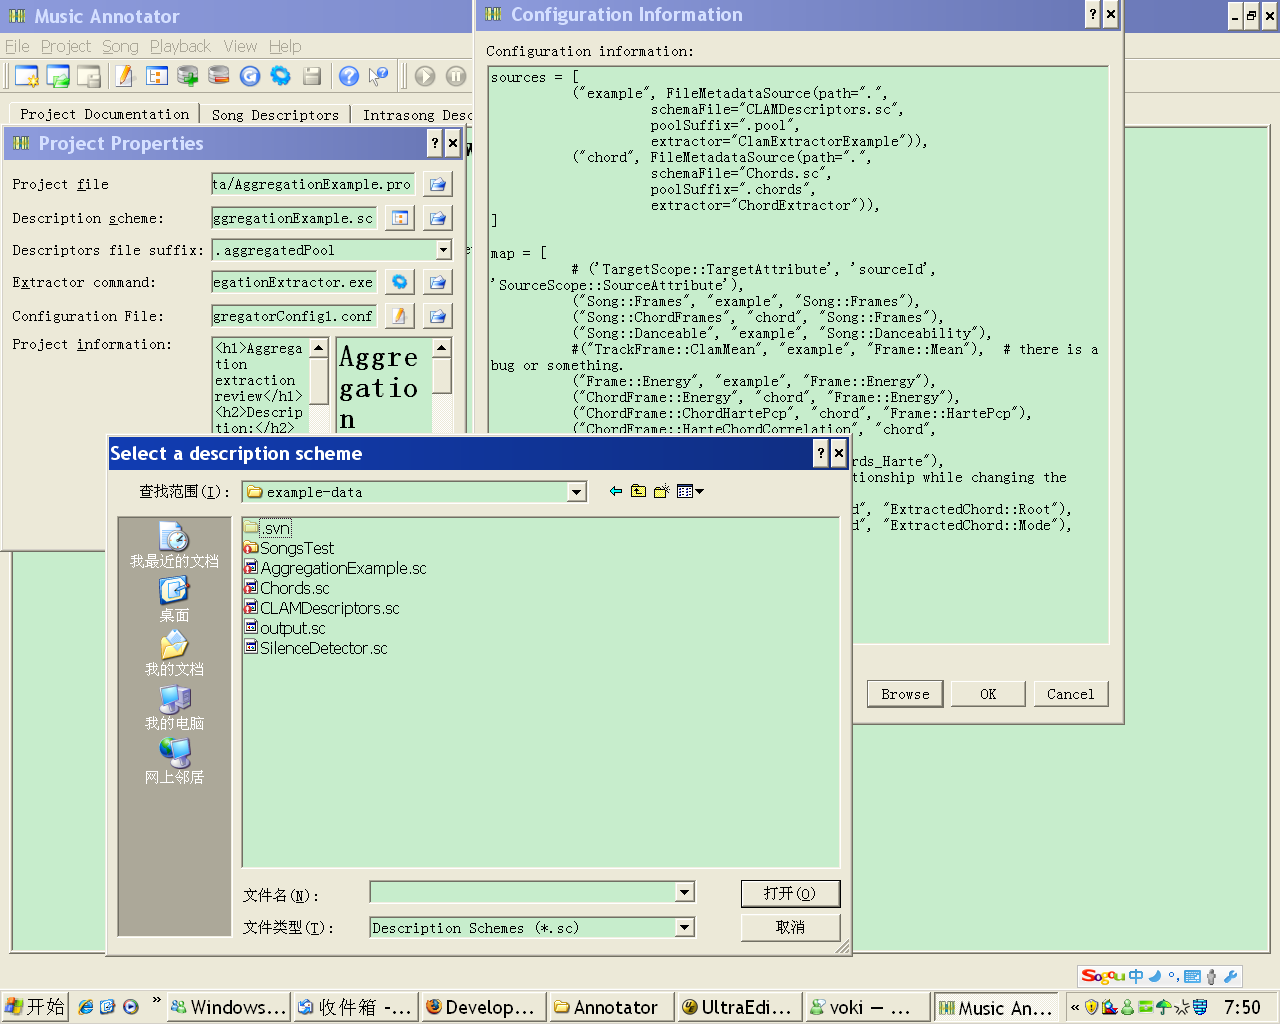 Music Annotator
File Project Song Playback View Help
Project Documentation
Song Descriptors
Intrasong Desc
Configuration Information
Configuration information:
sources = [
("example", FileMetadataSource(path=".",
schemaFile="CLAMDescriptors.sc",
poolSuffix=".pool",
extractor="ClamExtractorExample")),
("chord", FileMetadataSource(path=".",
schemaFile="Chords.sc",
poolSuffix=".chords",
extractor="ChordExtractor")),
]
map = [
# ('TargetScope::TargetAttribute', 'sourceId',
'SourceScope::SourceAttribute'),
("Song::Frames", "example", "Song::Frames"),
("Song::ChordFrames", "chord", "Song::Frames"),
("Song::Danceable", "example", "Song::Danceability"),
#("TrackFrame::ClamMean", "example", "Frame::Mean"),  # there is a
bug or something.
("Frame::Energy", "example", "Frame::Energy"),
("ChordFrame::Energy", "chord", "Frame::Energy"),
("ChordFrame::ChordHartePcp", "chord", "Frame::HartePcp"),
("ChordFrame::HarteChordCorrelation", "chord",
rds_Harte"),
tionship while changing the
d", "ExtractedChord::Root"),
d", "ExtractedChord::Mode"),
Browse
OK
Cancel
Project Properties
Project file
ta/AggregationExample.pro
Description scheme:
ggregationExample.sc
Descriptors file suffix:
.aggregatedPool
Extractor command:
egationExtractor.exe
Configuration File:
gregatorConfig1.conf
Project information:
<h1>Aggrega
tion
extraction
review</h1>
<h2>Descrip
tion:</h2>
Aggre
gatio
n
Select a description scheme
查找范围(I):
example-data
我最近的文档
桌面
我的文档
我的电脑
网上邻居
.svn
SongsTest
AggregationExample.sc
Chords.sc
CLAMDescriptors.sc
output.sc
SilenceDetector.sc
文件名(N):
打开(O)
文件类型(T):
Description Schemes (*.sc)
取消
Sogou 中
开始
»
Windows...
收件箱 -...
Develop...
Annotator
UltraEdi...
voki — ...
Music An...
«
7:50